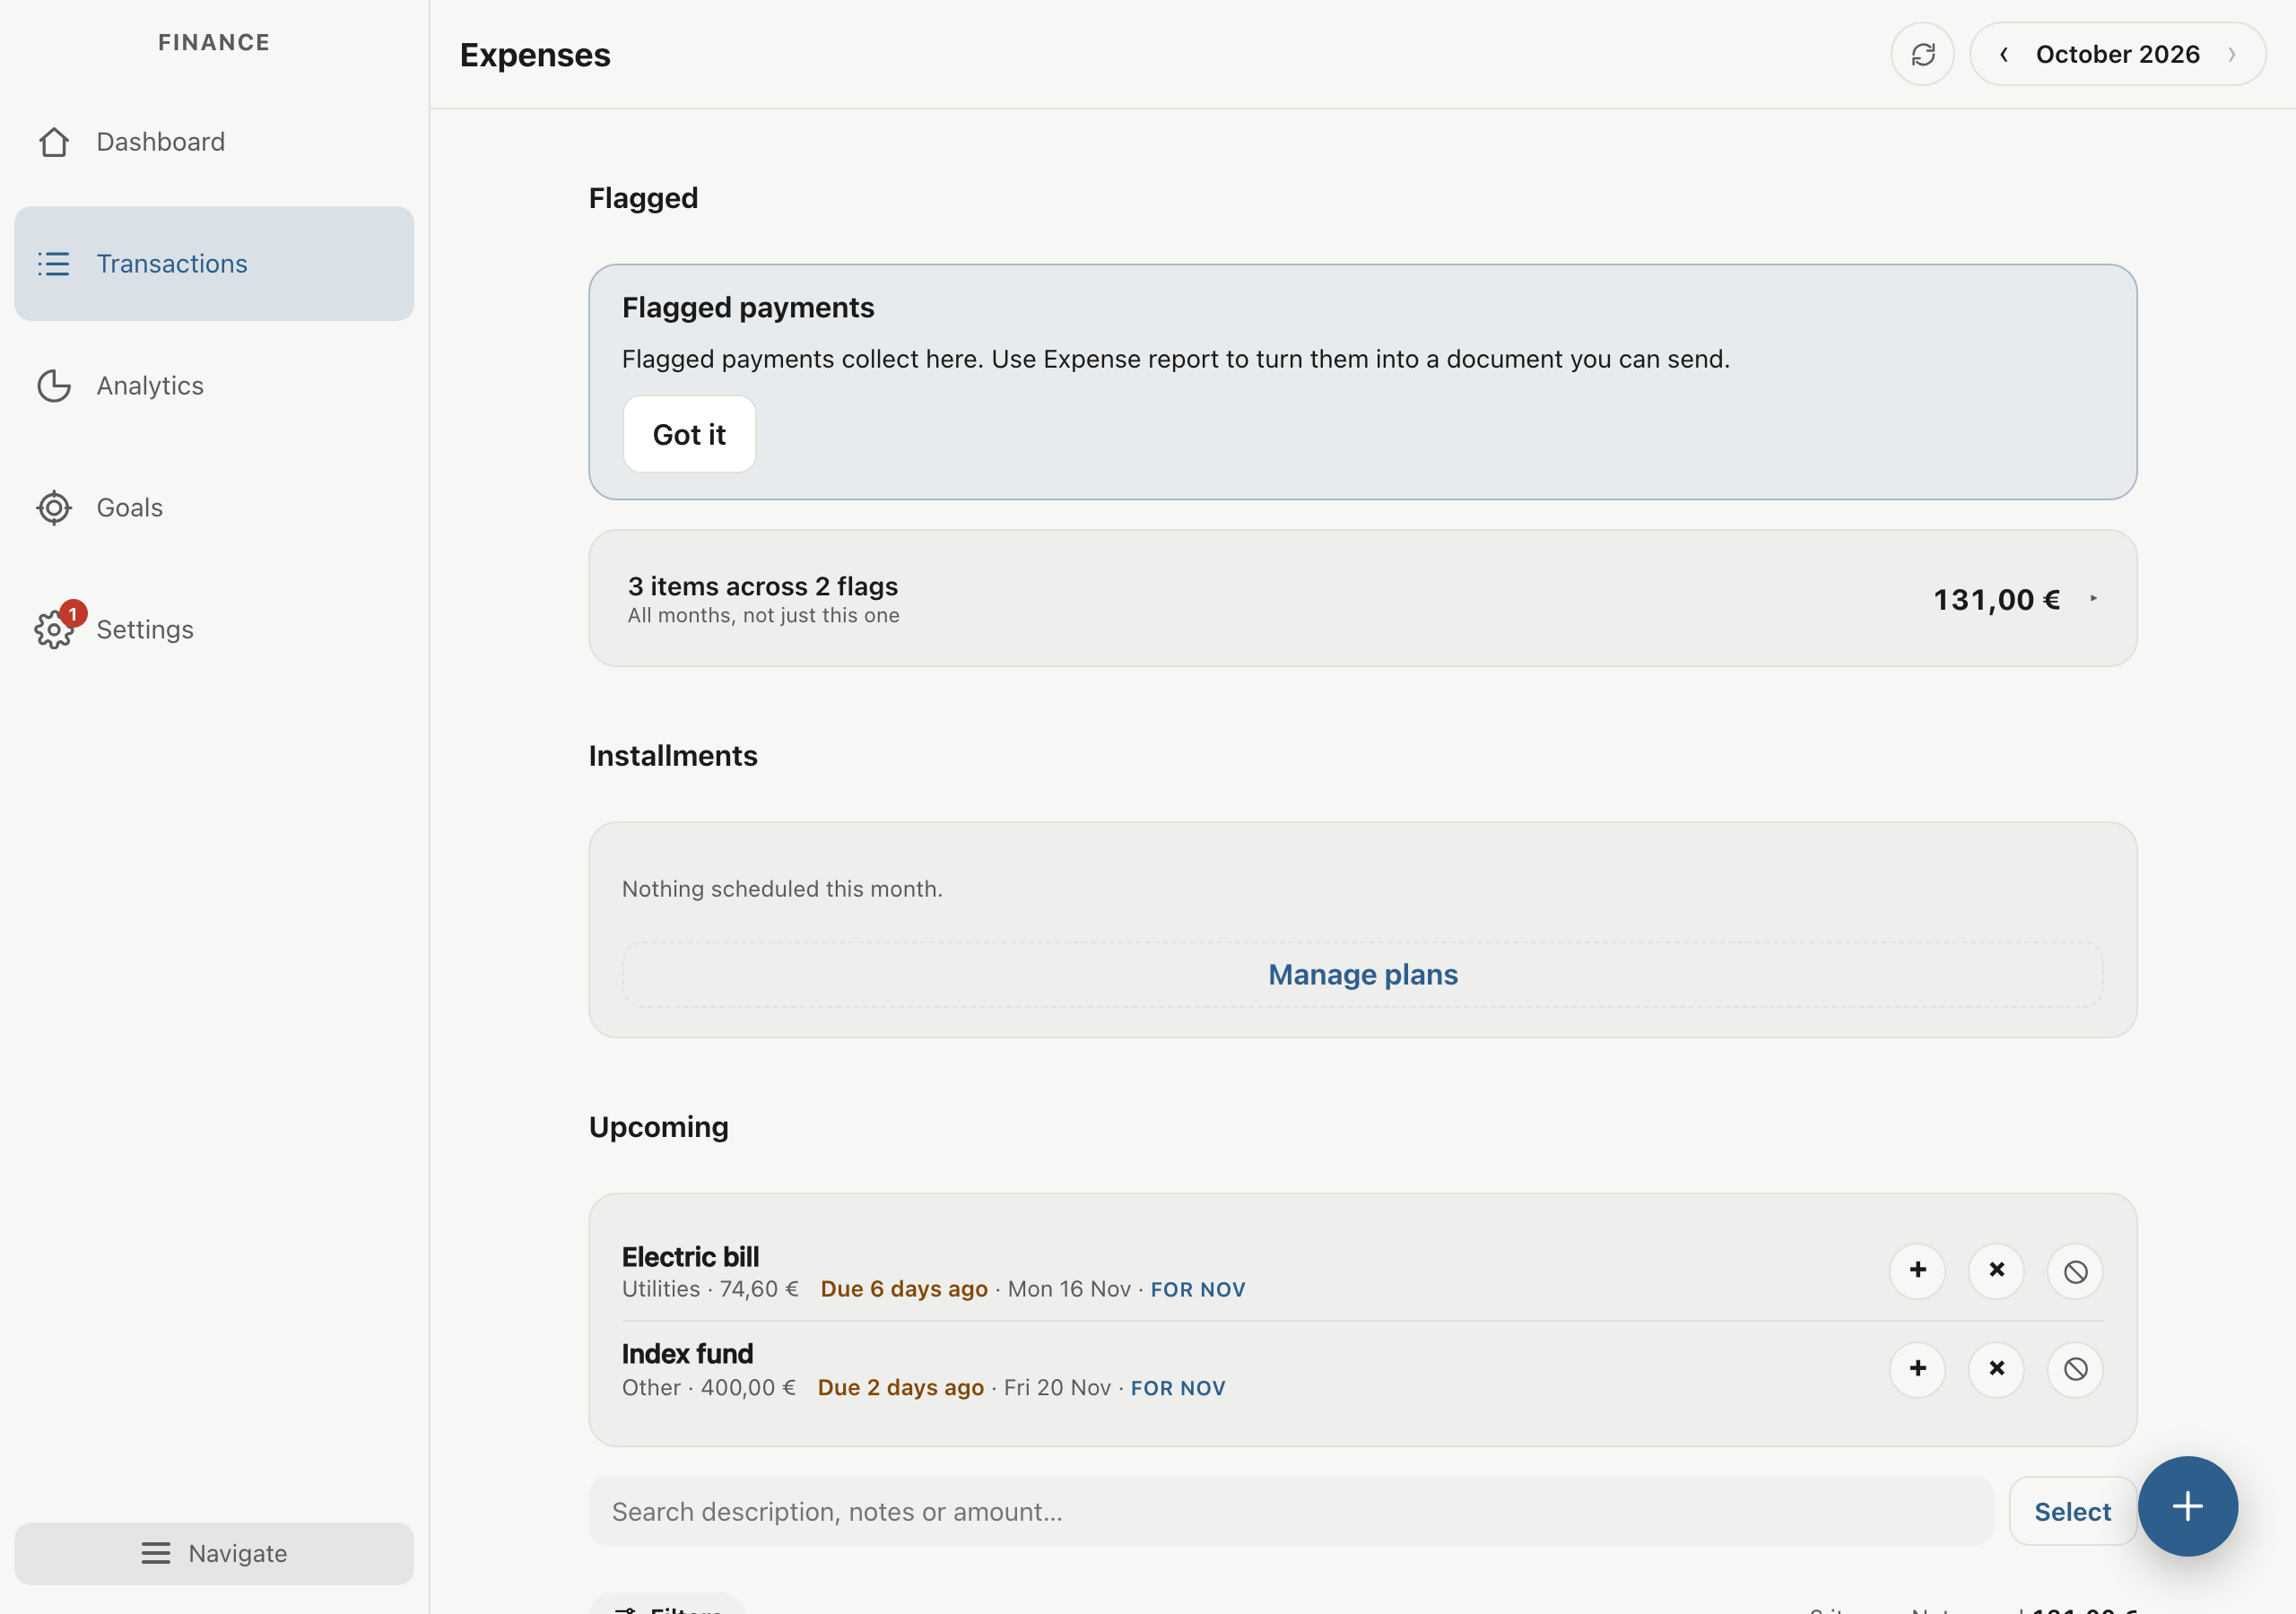 FINANCE
Dashboard
Transactions
Analytics
Goals
1
Settings
Navigate
Expenses
‹ October 2026 ›
Flagged
Flagged payments
Flagged payments collect here. Use Expense report to turn them into a document you can send.
Got it
3 items across 2 flags
All months, not just this one
131,00 €
Installments
Nothing scheduled this month.
Manage plans
Upcoming
Electric bill
Utilities · 74,60 € Due 6 days ago · Mon 16 Nov · FOR NOV
Index fund
Other · 400,00 € Due 2 days ago · Fri 20 Nov · FOR NOV
Search description, notes or amount...
Select
Filters